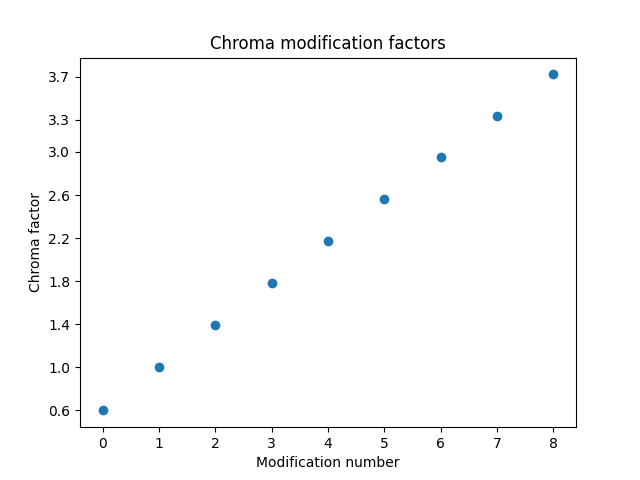 Chroma modification factors
Chroma factor
3.7
3.3
3.0
2.6
2.2
1.8
1.4
1.0
0.6
0 1 2 3 4 5 6 7 8
Modification number